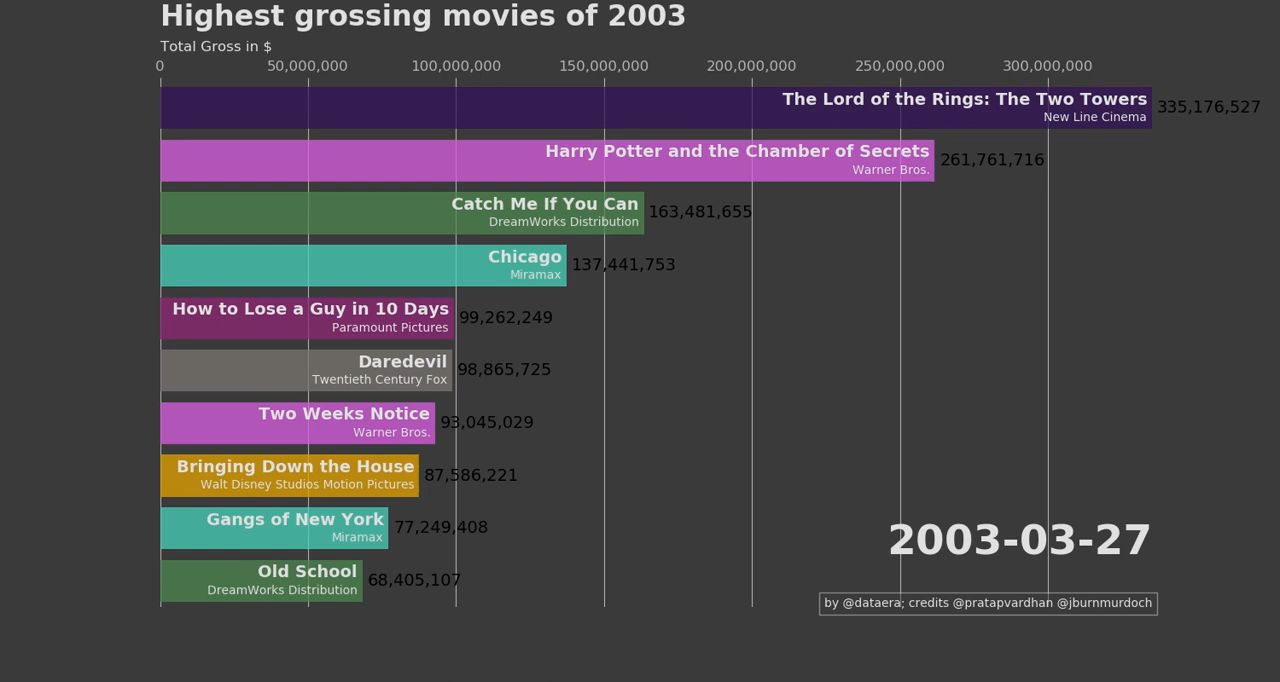 Highest grossing movies of 2003
Total Gross in $
0 50,000,000 100,000,000 150,000,000 200,000,000 250,000,000 300,000,000
The Lord of the Rings: The Two Towers
New Line Cinema
335,176,527
Harry Potter and the Chamber of Secrets
Warner Bros.
261,761,716
Catch Me If You Can
DreamWorks Distribution
163,481,655
Chicago
Miramax
137,441,753
How to Lose a Guy in 10 Days
Paramount Pictures
99,262,249
Daredevil
Twentieth Century Fox
98,865,725
Two Weeks Notice
Warner Bros.
93,045,029
Bringing Down the House
Walt Disney Studios Motion Pictures
87,586,221
Gangs of New York
Miramax
77,249,408
Old School
DreamWorks Distribution
68,405,107
2003-03-27
by @dataera; credits @pratapvardhan @jburnmurdoch